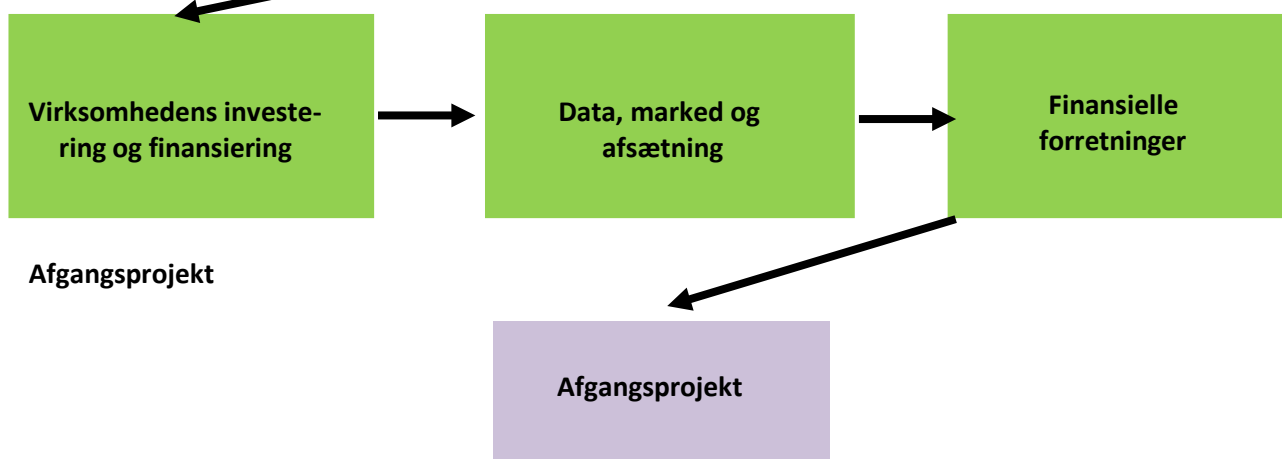 Virksomhedens investe-
ring og finansiering
Data, marked og
afsætning
Finansielle
forretninger
Afgangsprojekt
Afgangsprojekt